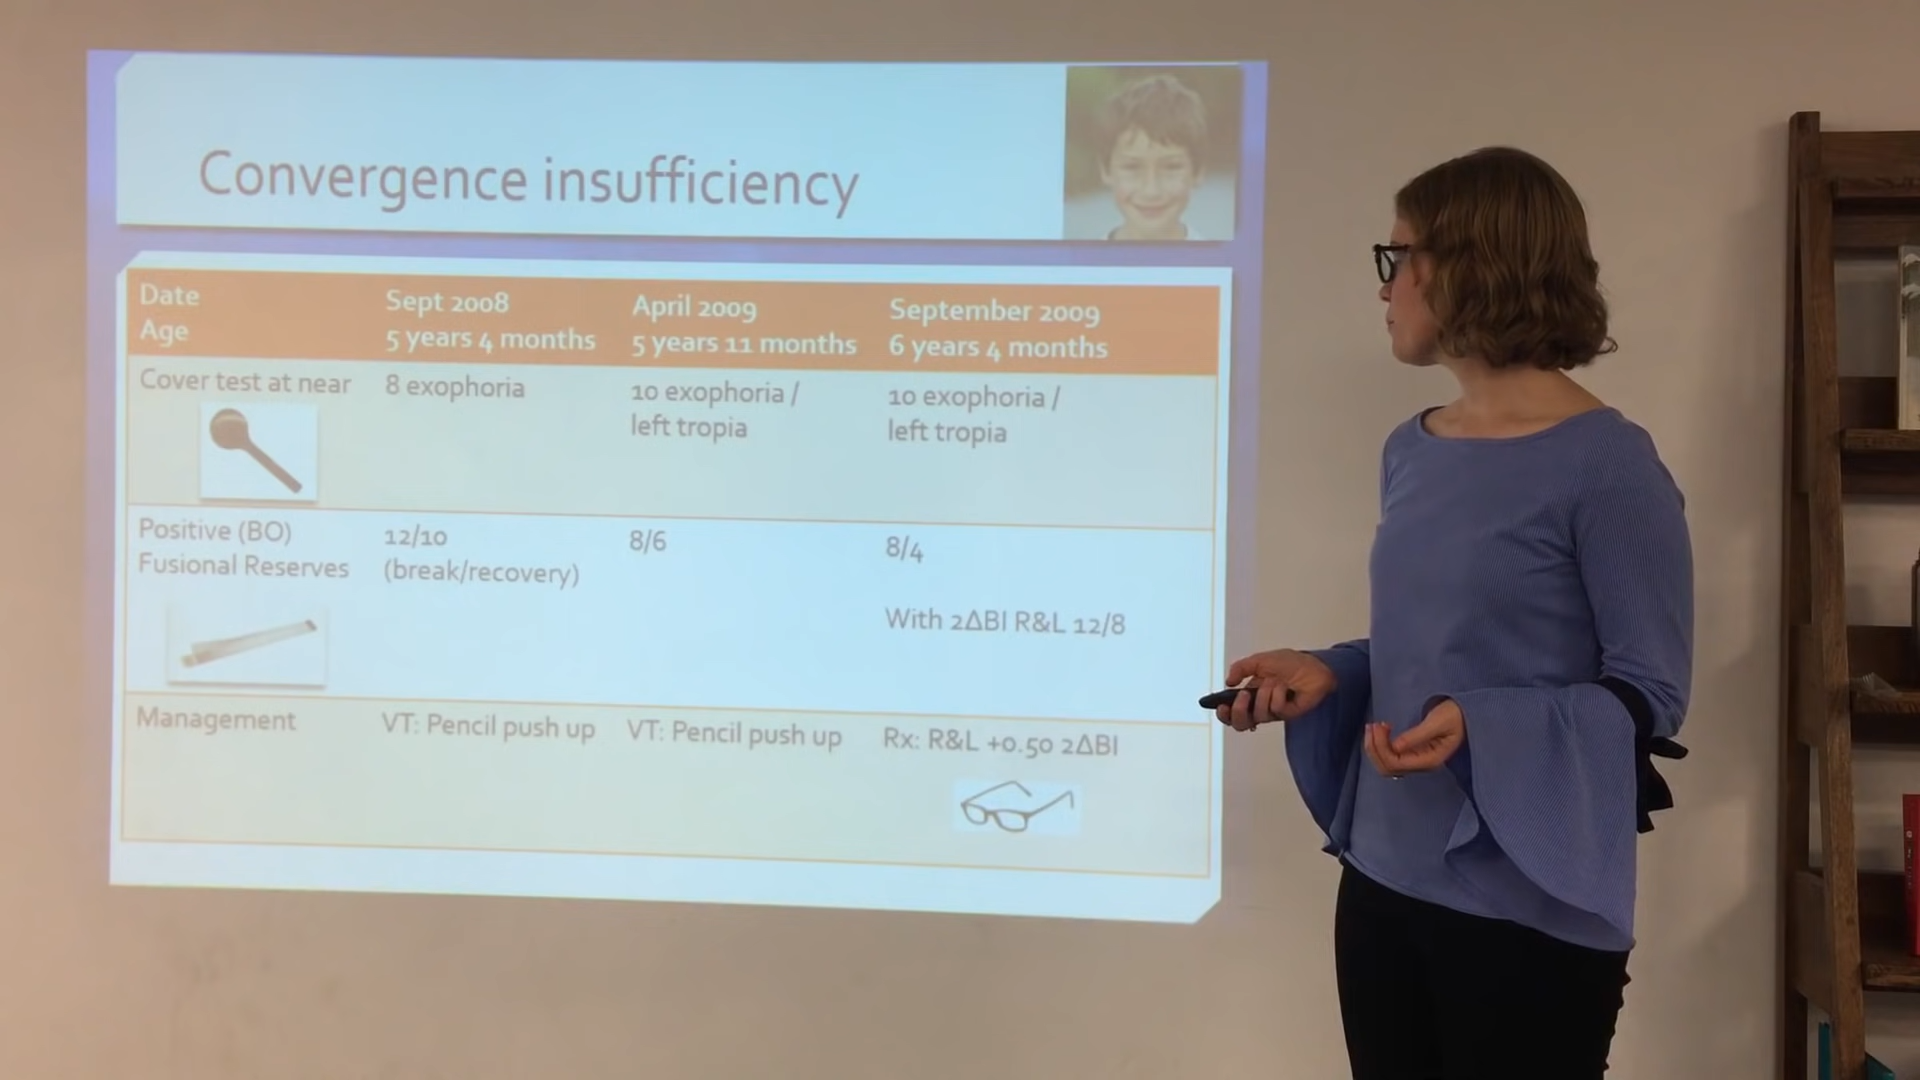 Convergence insufficiency
Date
Age
Sept 2008
5 years 4 months
April 2009
5 years 11 months
September 2009
6 years 4 months
Cover test at near
8 exophoria
10 exophoria /
left tropia
10 exophoria /
left tropia
Positive (BO)
Fusional Reserves
12/10
(break/recovery)
8/6
8/4
With 2ΔBI R&L 12/8
Management
VT: Pencil push up
VT: Pencil push up
Rx: R&L +0.50 2ΔBI